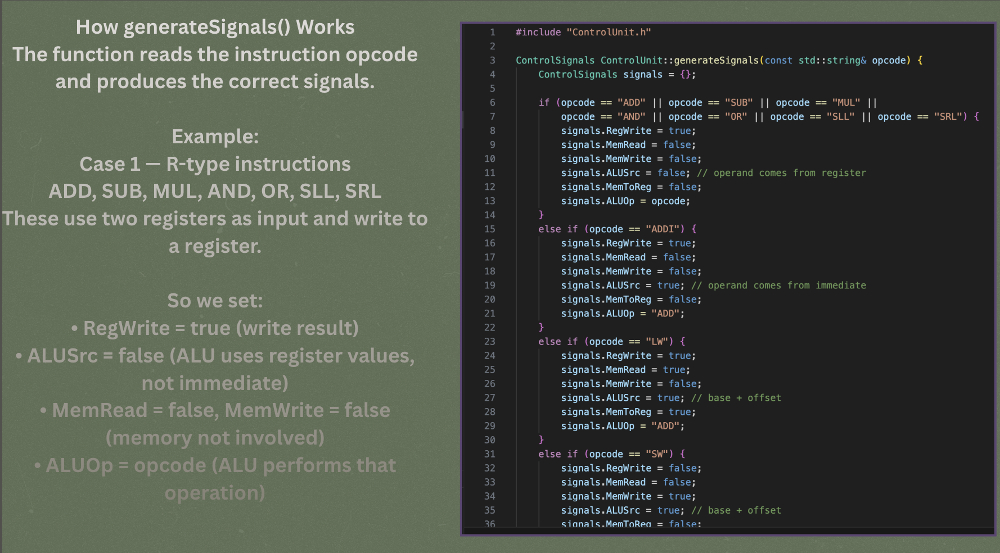 How generateSignals() Works
The function reads the instruction opcode
and produces the correct signals.
Example:
Case 1 — R-type instructions
ADD, SUB, MUL, AND, OR, SLL, SRL
These use two registers as input and write to
a register.
So we set:
• RegWrite = true (write result)
• ALUSrc = false (ALU uses register values,
not immediate)
• MemRead = false, MemWrite = false
(memory not involved)
• ALUOp = opcode (ALU performs that
operation)
1 #include "ControlUnit.h"
2
3 ControlSignals ControlUnit::generateSignals(const std::string& opcode) {
4     ControlSignals signals = {};
5
6     if (opcode == "ADD" || opcode == "SUB" || opcode == "MUL" ||
7         opcode == "AND" || opcode == "OR" || opcode == "SLL" || opcode == "SRL") {
8         signals.RegWrite = true;
9         signals.MemRead = false;
10         signals.MemWrite = false;
11         signals.ALUSrc = false; // operand comes from register
12         signals.MemToReg = false;
13         signals.ALUOp = opcode;
14     }
15     else if (opcode == "ADDI") {
16         signals.RegWrite = true;
17         signals.MemRead = false;
18         signals.MemWrite = false;
19         signals.ALUSrc = true; // operand comes from immediate
20         signals.MemToReg = false;
21         signals.ALUOp = "ADD";
22     }
23     else if (opcode == "LW") {
24         signals.RegWrite = true;
25         signals.MemRead = true;
26         signals.MemWrite = false;
27         signals.ALUSrc = true; // base + offset
28         signals.MemToReg = true;
29         signals.ALUOp = "ADD";
30     }
31     else if (opcode == "SW") {
32         signals.RegWrite = false;
33         signals.MemRead = false;
34         signals.MemWrite = true;
35         signals.ALUSrc = true; // base + offset
36         signals.MemToReg = false;